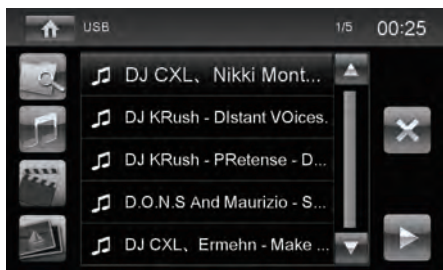 USB 1/5 00:25
DJ CXL、Nikki Mont...
DJ KRush - DIstant VOices.
DJ KRush - PRetense - D...
D.O.N.S And Maurizio - S...
DJ CXL、Ermehn - Make ...